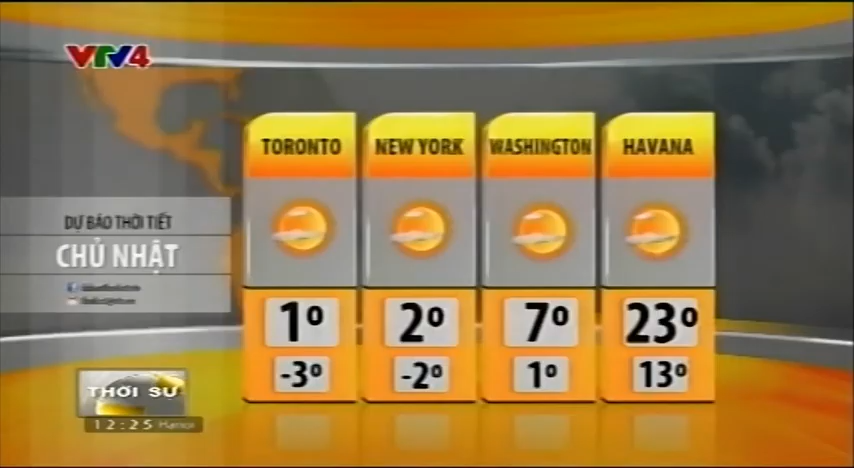 VTV4
TORONTO
NEW YORK
WASHINGTON
HAVANA
DỰ BÁO THỜI TIẾT
CHỦ NHẬT
1º
2º
7º
23º
-3º
-2º
1º
13º
THỜI SỰ
12:25 Hanoi